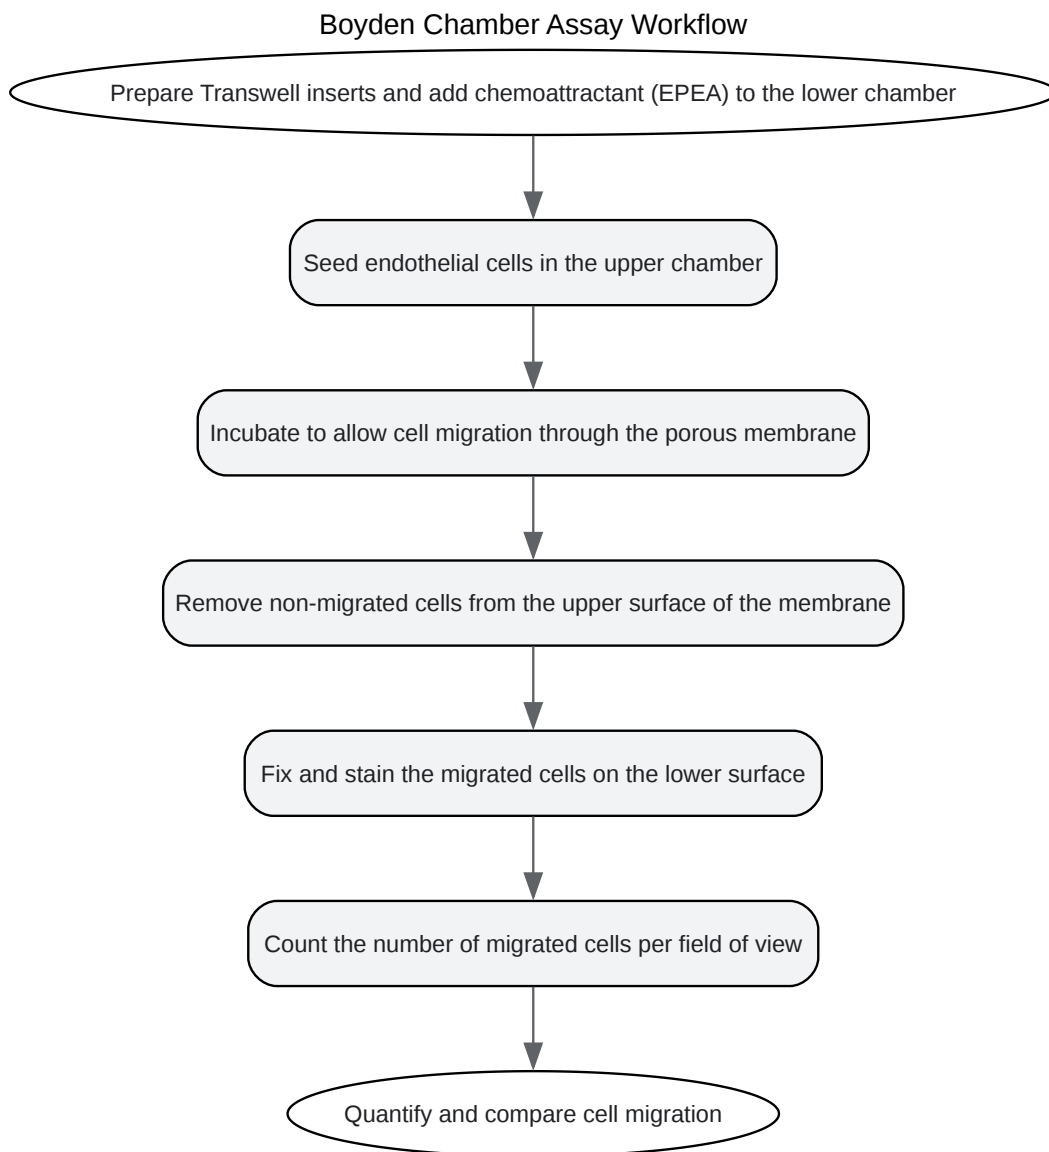 Boyden Chamber Assay Workflow
Prepare Transwell inserts and add chemoattractant (EPEA) to the lower chamber
Seed endothelial cells in the upper chamber
Incubate to allow cell migration through the porous membrane
Remove non-migrated cells from the upper surface of the membrane
Fix and stain the migrated cells on the lower surface
Count the number of migrated cells per field of view
Quantify and compare cell migration